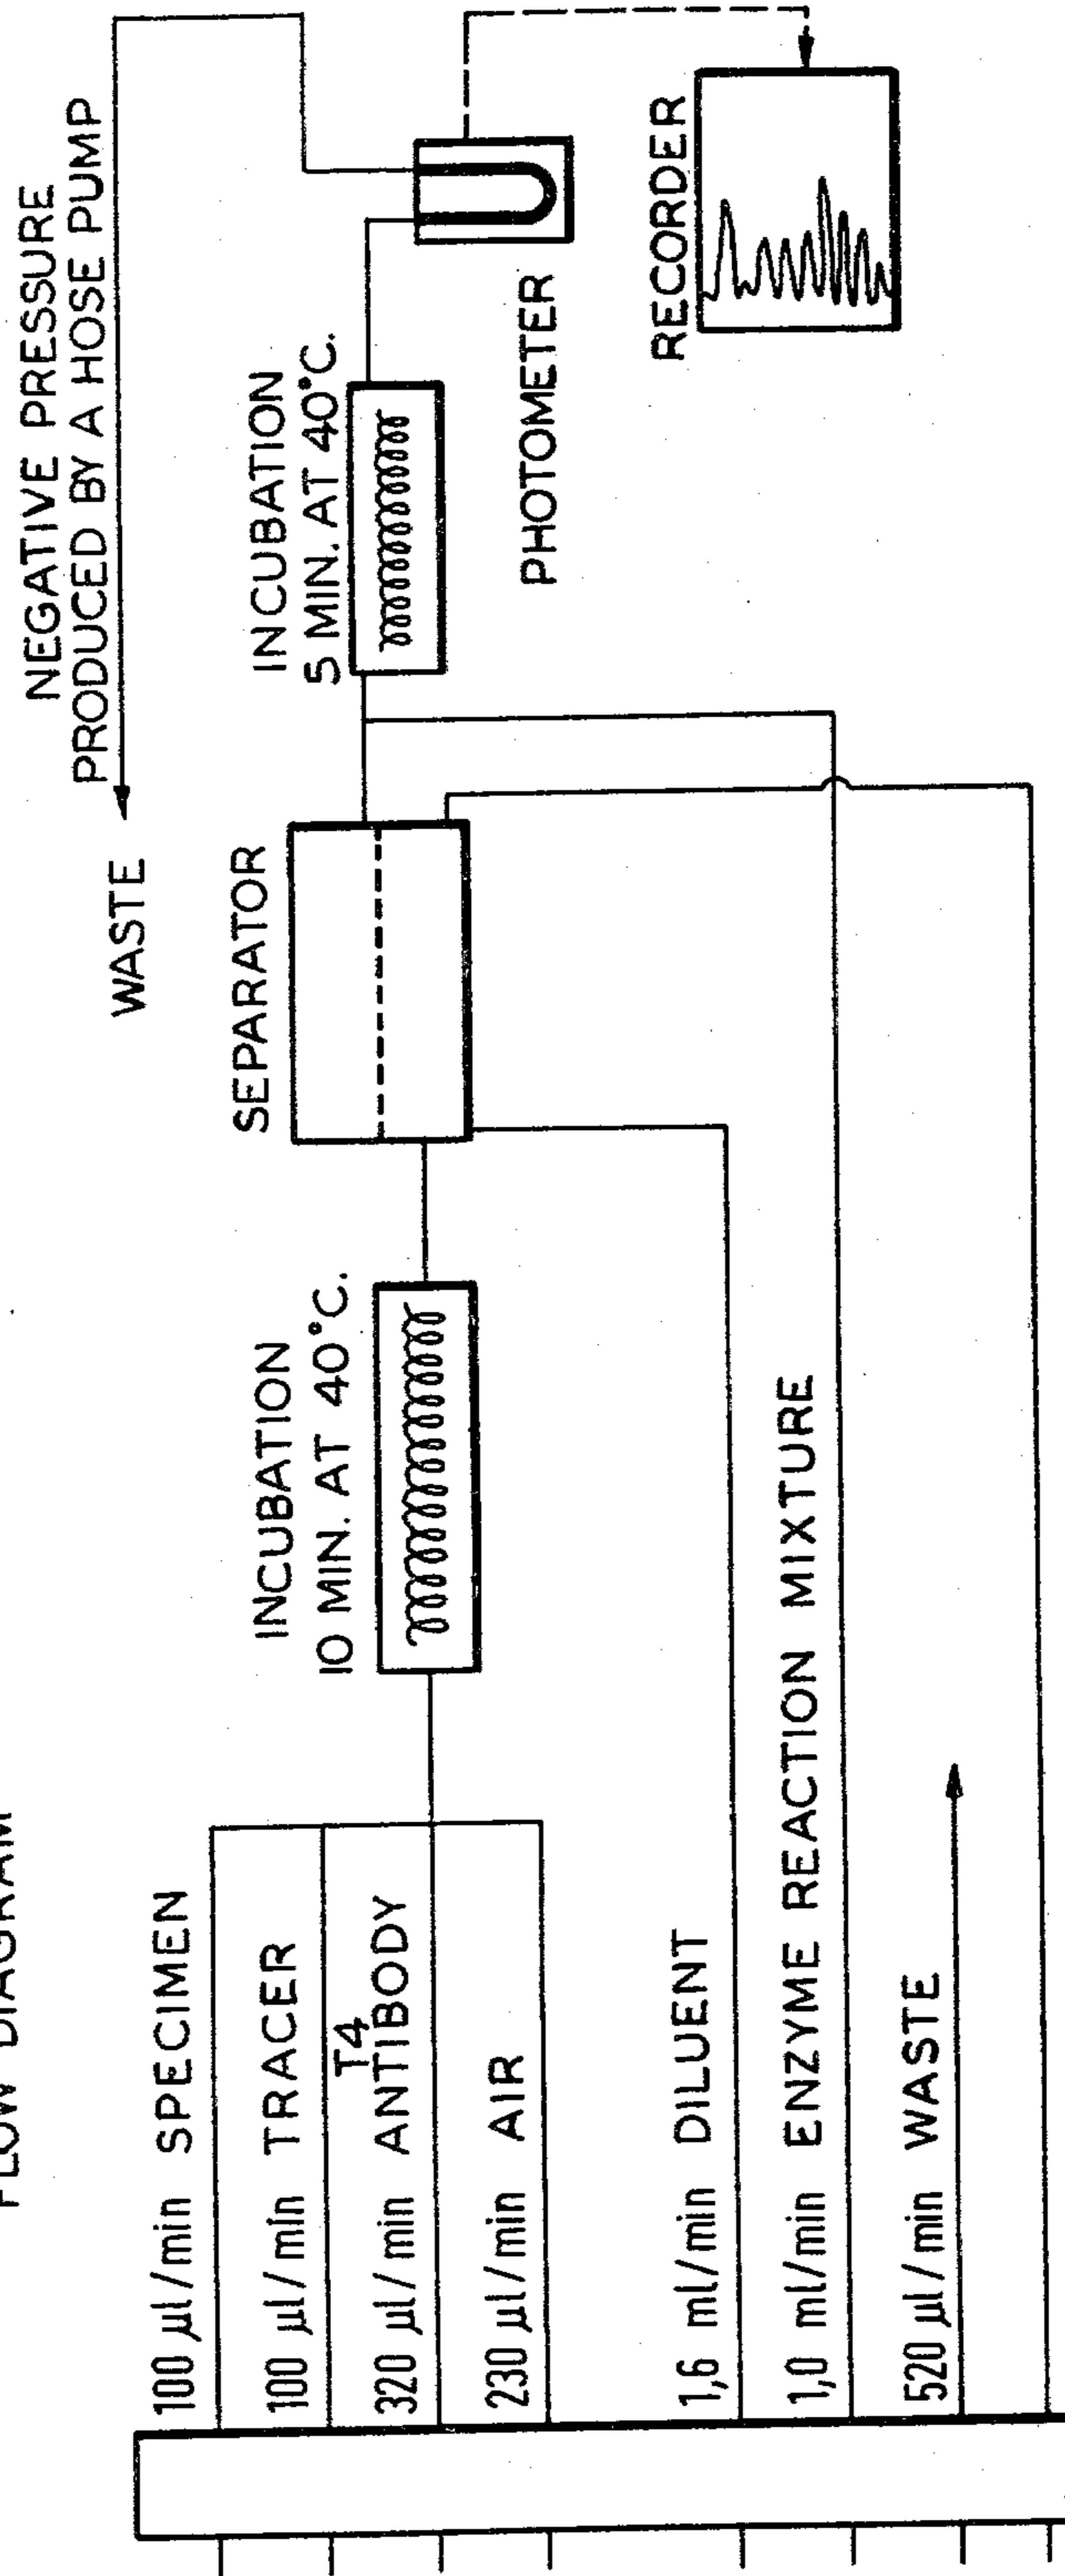 FLOW DIAGRAM
100 µl/min SPECIMEN
100 µl/min TRACER
T4
320 µl/min ANTIBODY
230 µl/min AIR
1,6 ml/min DILUENT
1,0 ml/min ENZYME REACTION MIXTURE
520 µl/min WASTE
INCUBATION
10 MIN. AT 40°C.
SEPARATOR
WASTE
NEGATIVE PRESSURE
PRODUCED BY A HOSE PUMP
INCUBATION
5 MIN. AT 40°C.
PHOTOMETER
RECORDER